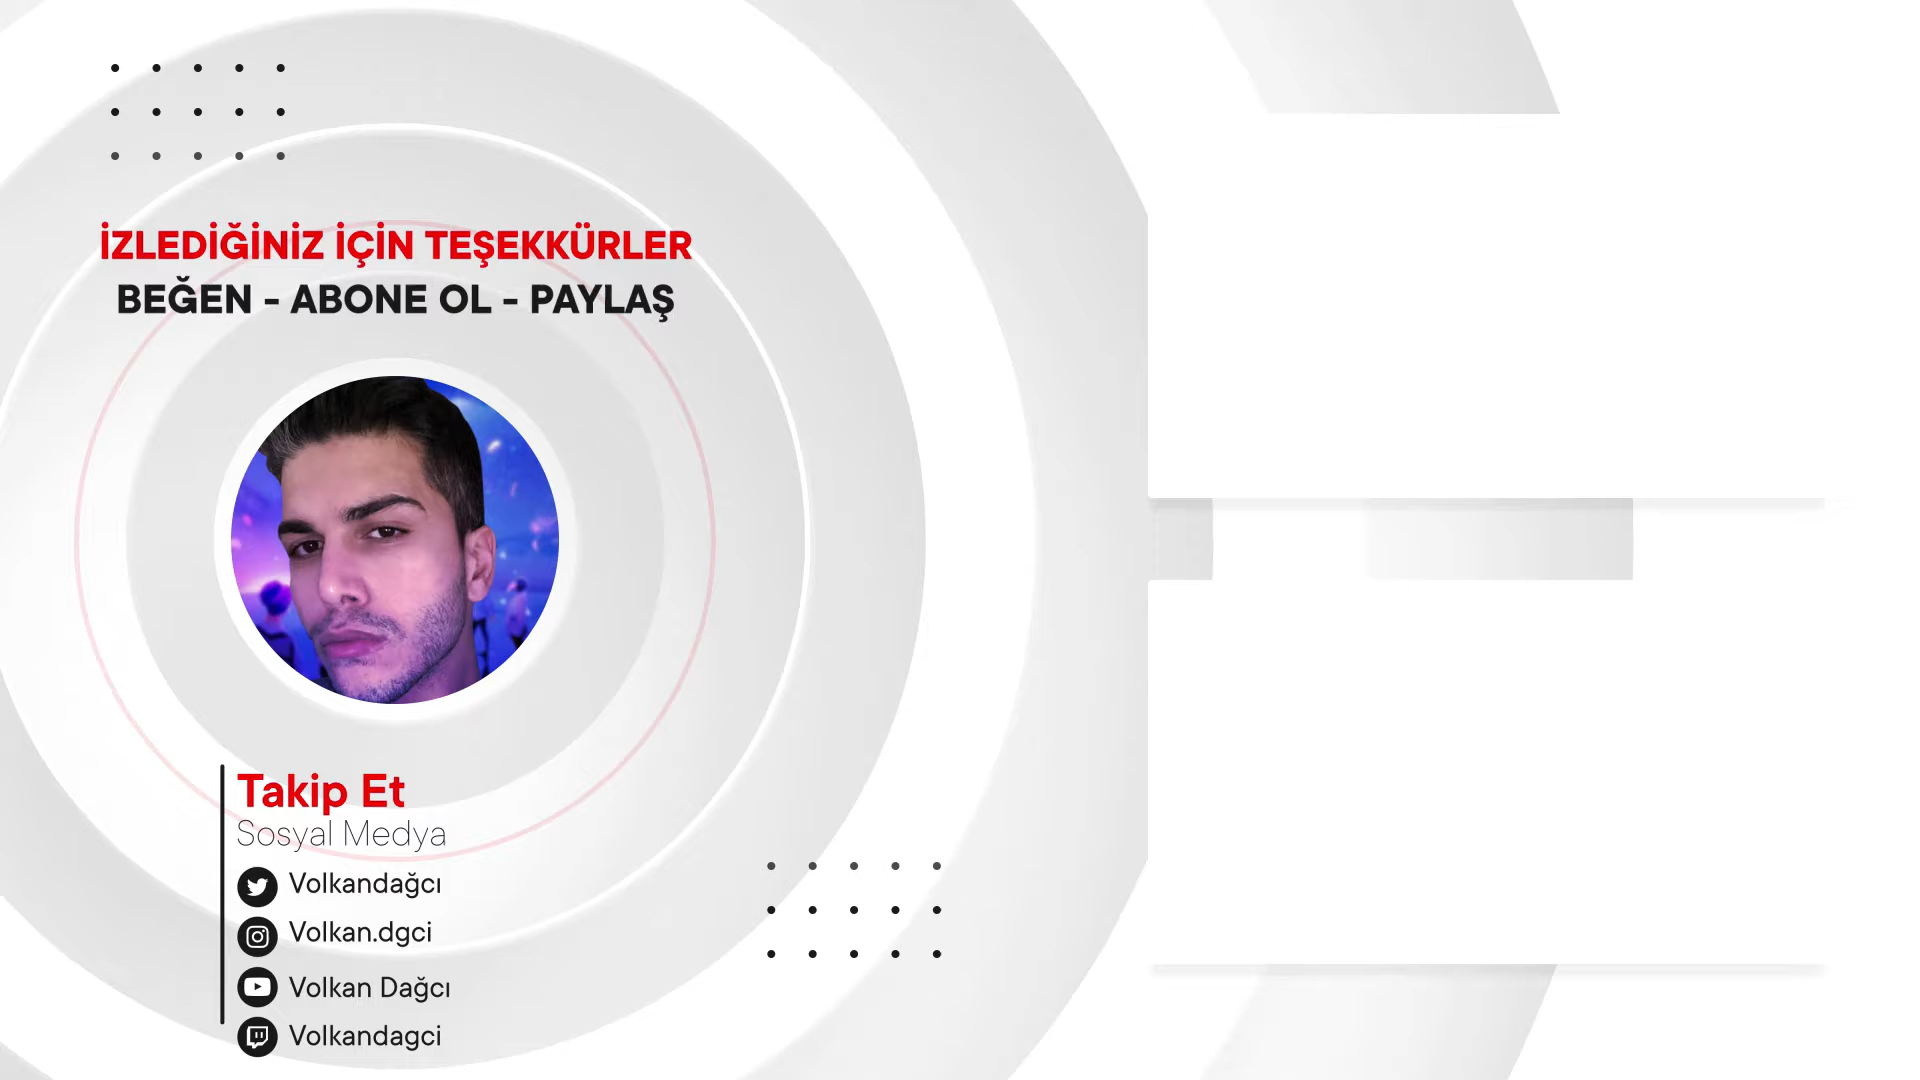 İZLEDİĞİNİZ İÇİN TEŞEKKÜRLER
BEĞEN - ABONE OL - PAYLAŞ
Takip Et
Sosyal Medya
Volkandağcı
Volkan.dgci
Volkan Dağcı
Volkandagci